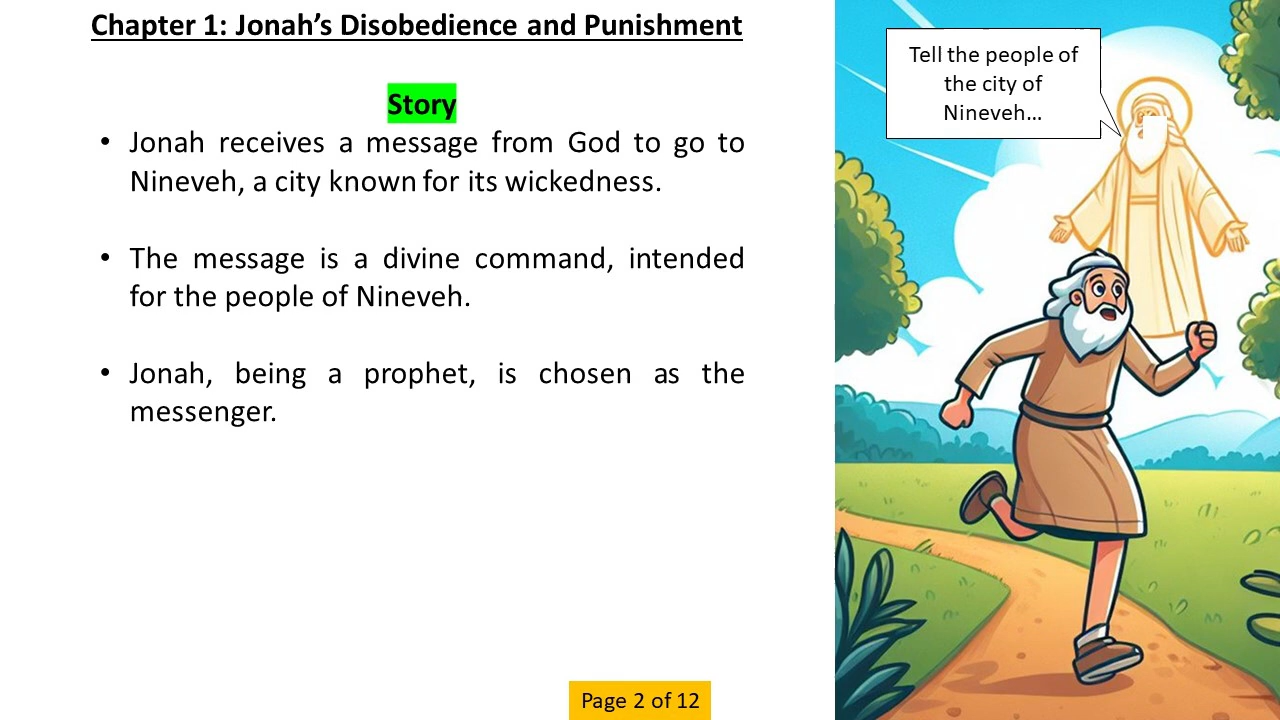 Chapter 1: Jonah’s Disobedience and Punishment
Story
• Jonah receives a message from God to go to
Nineveh, a city known for its wickedness.
• The message is a divine command, intended
for the people of Nineveh.
• Jonah, being a prophet, is chosen as the
messenger.
Tell the people of
the city of
Nineveh…
Page 2 of 12